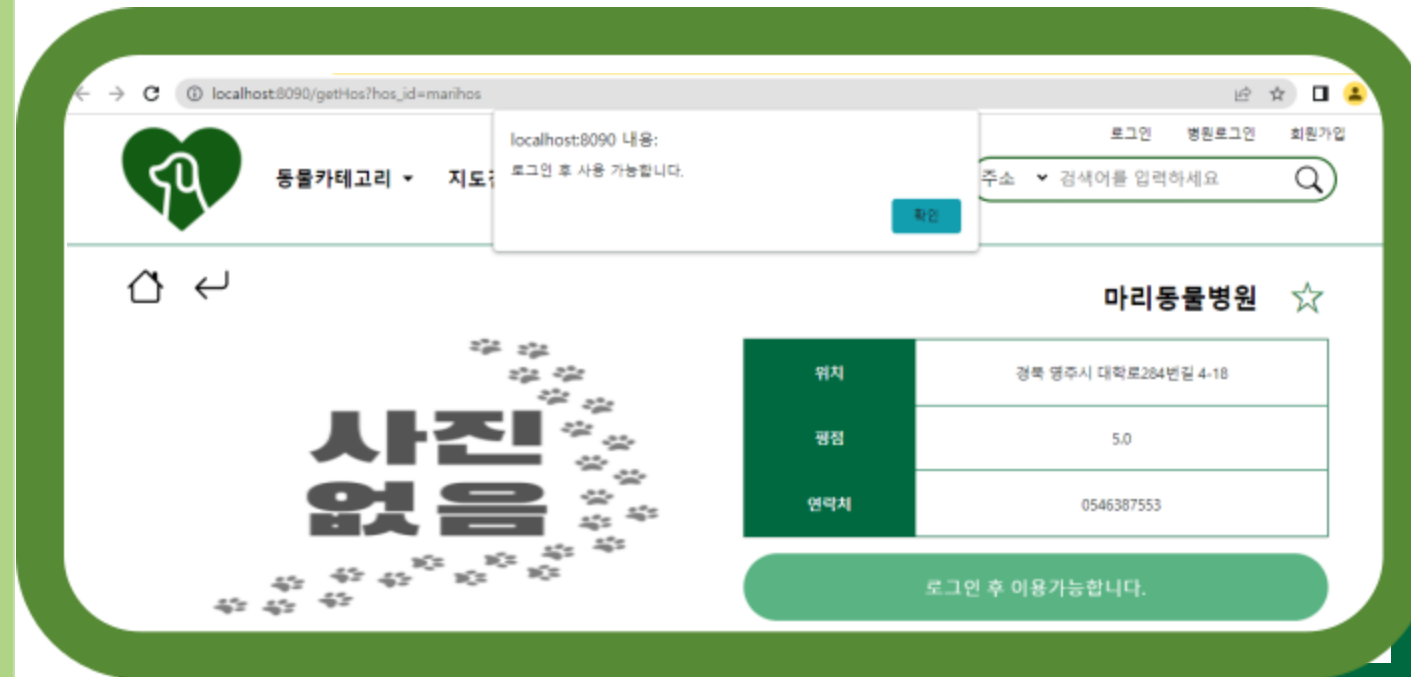 localhost:8090/getHos?hos_id=marihos
로그인 병원로그인 회원가입
localhost:8090 내용:
로그인 후 사용 가능합니다.
확인
동물카테고리 지도
주소 검색어를 입력하세요
마리동물병원
사진
없음
위치 경북 영주시 대학로284번길 4-18
평점 5.0
연락처 0546387553
로그인 후 이용가능합니다.